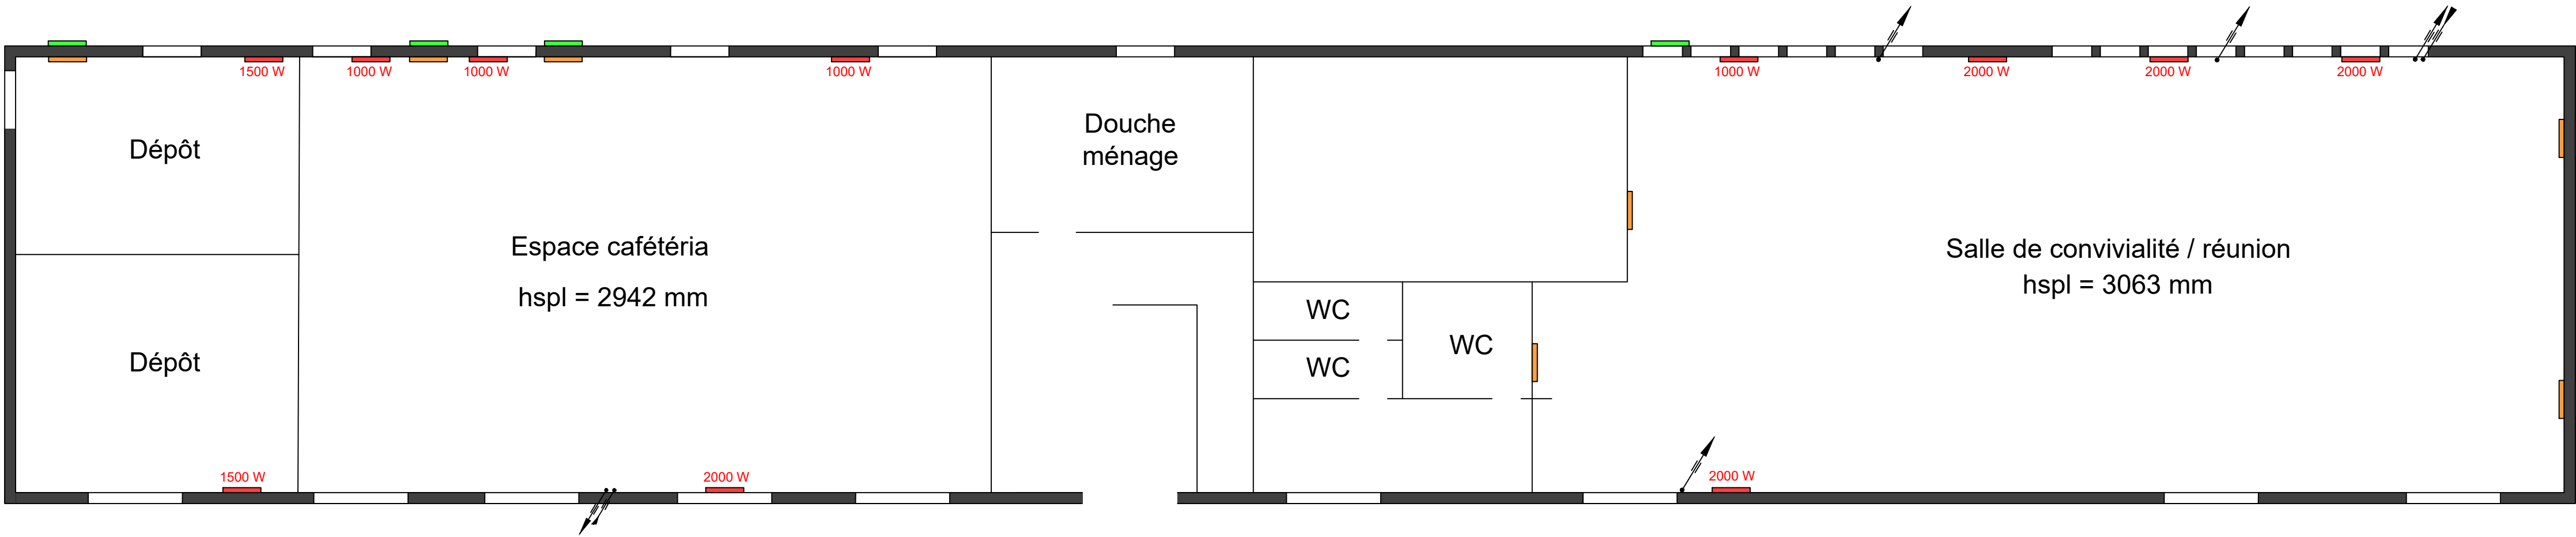 1500 W
1000 W
1000 W
1000 W
1000 W
2000 W
2000 W
2000 W
Dépôt
Douche
ménage
Espace cafétéria
hspl = 2942 mm
Salle de convivialité / réunion
hspl = 3063 mm
WC
WC
WC
Dépôt
1500 W
2000 W
2000 W